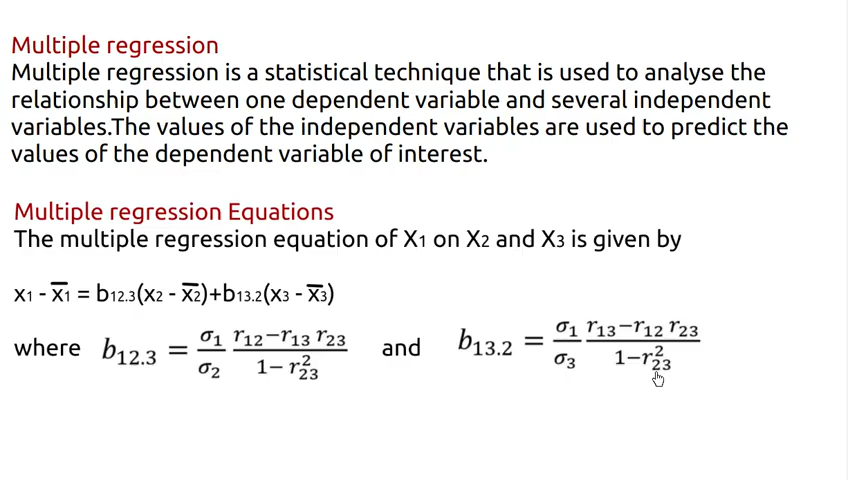 Multiple regression
Multiple regression is a statistical technique that is used to analyse the
relationship between one dependent variable and several independent
variables.The values of the independent variables are used to predict the
values of the dependent variable of interest.
Multiple regression Equations
The multiple regression equation of X₁ on X₂ and X₃ is given by
x₁ - x̄₁ = b₁₂.₃(x₂ - x̄₂)+b₁₃.₂(x₃ - x̄₃)
where b₁₂.₃ = σ₁/σ₂ (r₁₂−r₁₃ r₂₃)/(1− r₂₃²) and b₁₃.₂ = σ₁/σ₃ (r₁₃−r₁₂ r₂₃)/(1−r₂₃²)